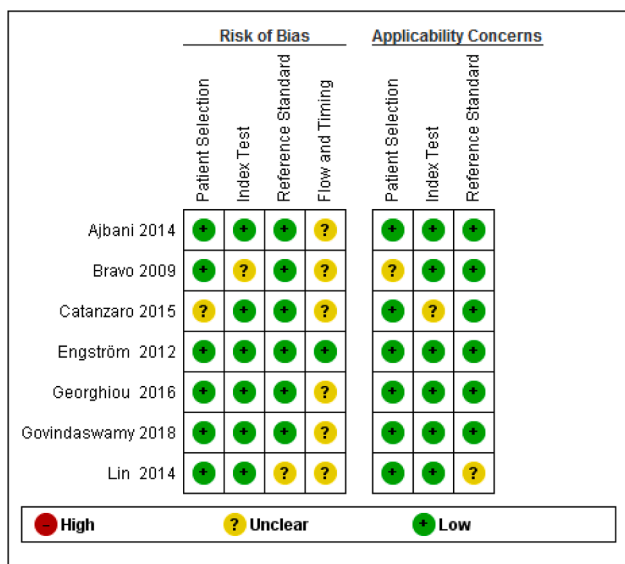 Risk of Bias Applicability Concerns
Patient Selection
Index Test
Reference Standard
Flow and Timing
Patient Selection
Index Test
Reference Standard
Ajbani 2014 + + + ? + + +
Bravo 2009 + ? + ? ? + +
Catanzaro 2015 ? + + ? + ? +
Engström 2012 + + + + + + +
Georghiou 2016 + + + ? + + +
Govindaswamy 2018 + + + ? + + +
Lin 2014 + + ? ? + + ?
– High ? Unclear + Low